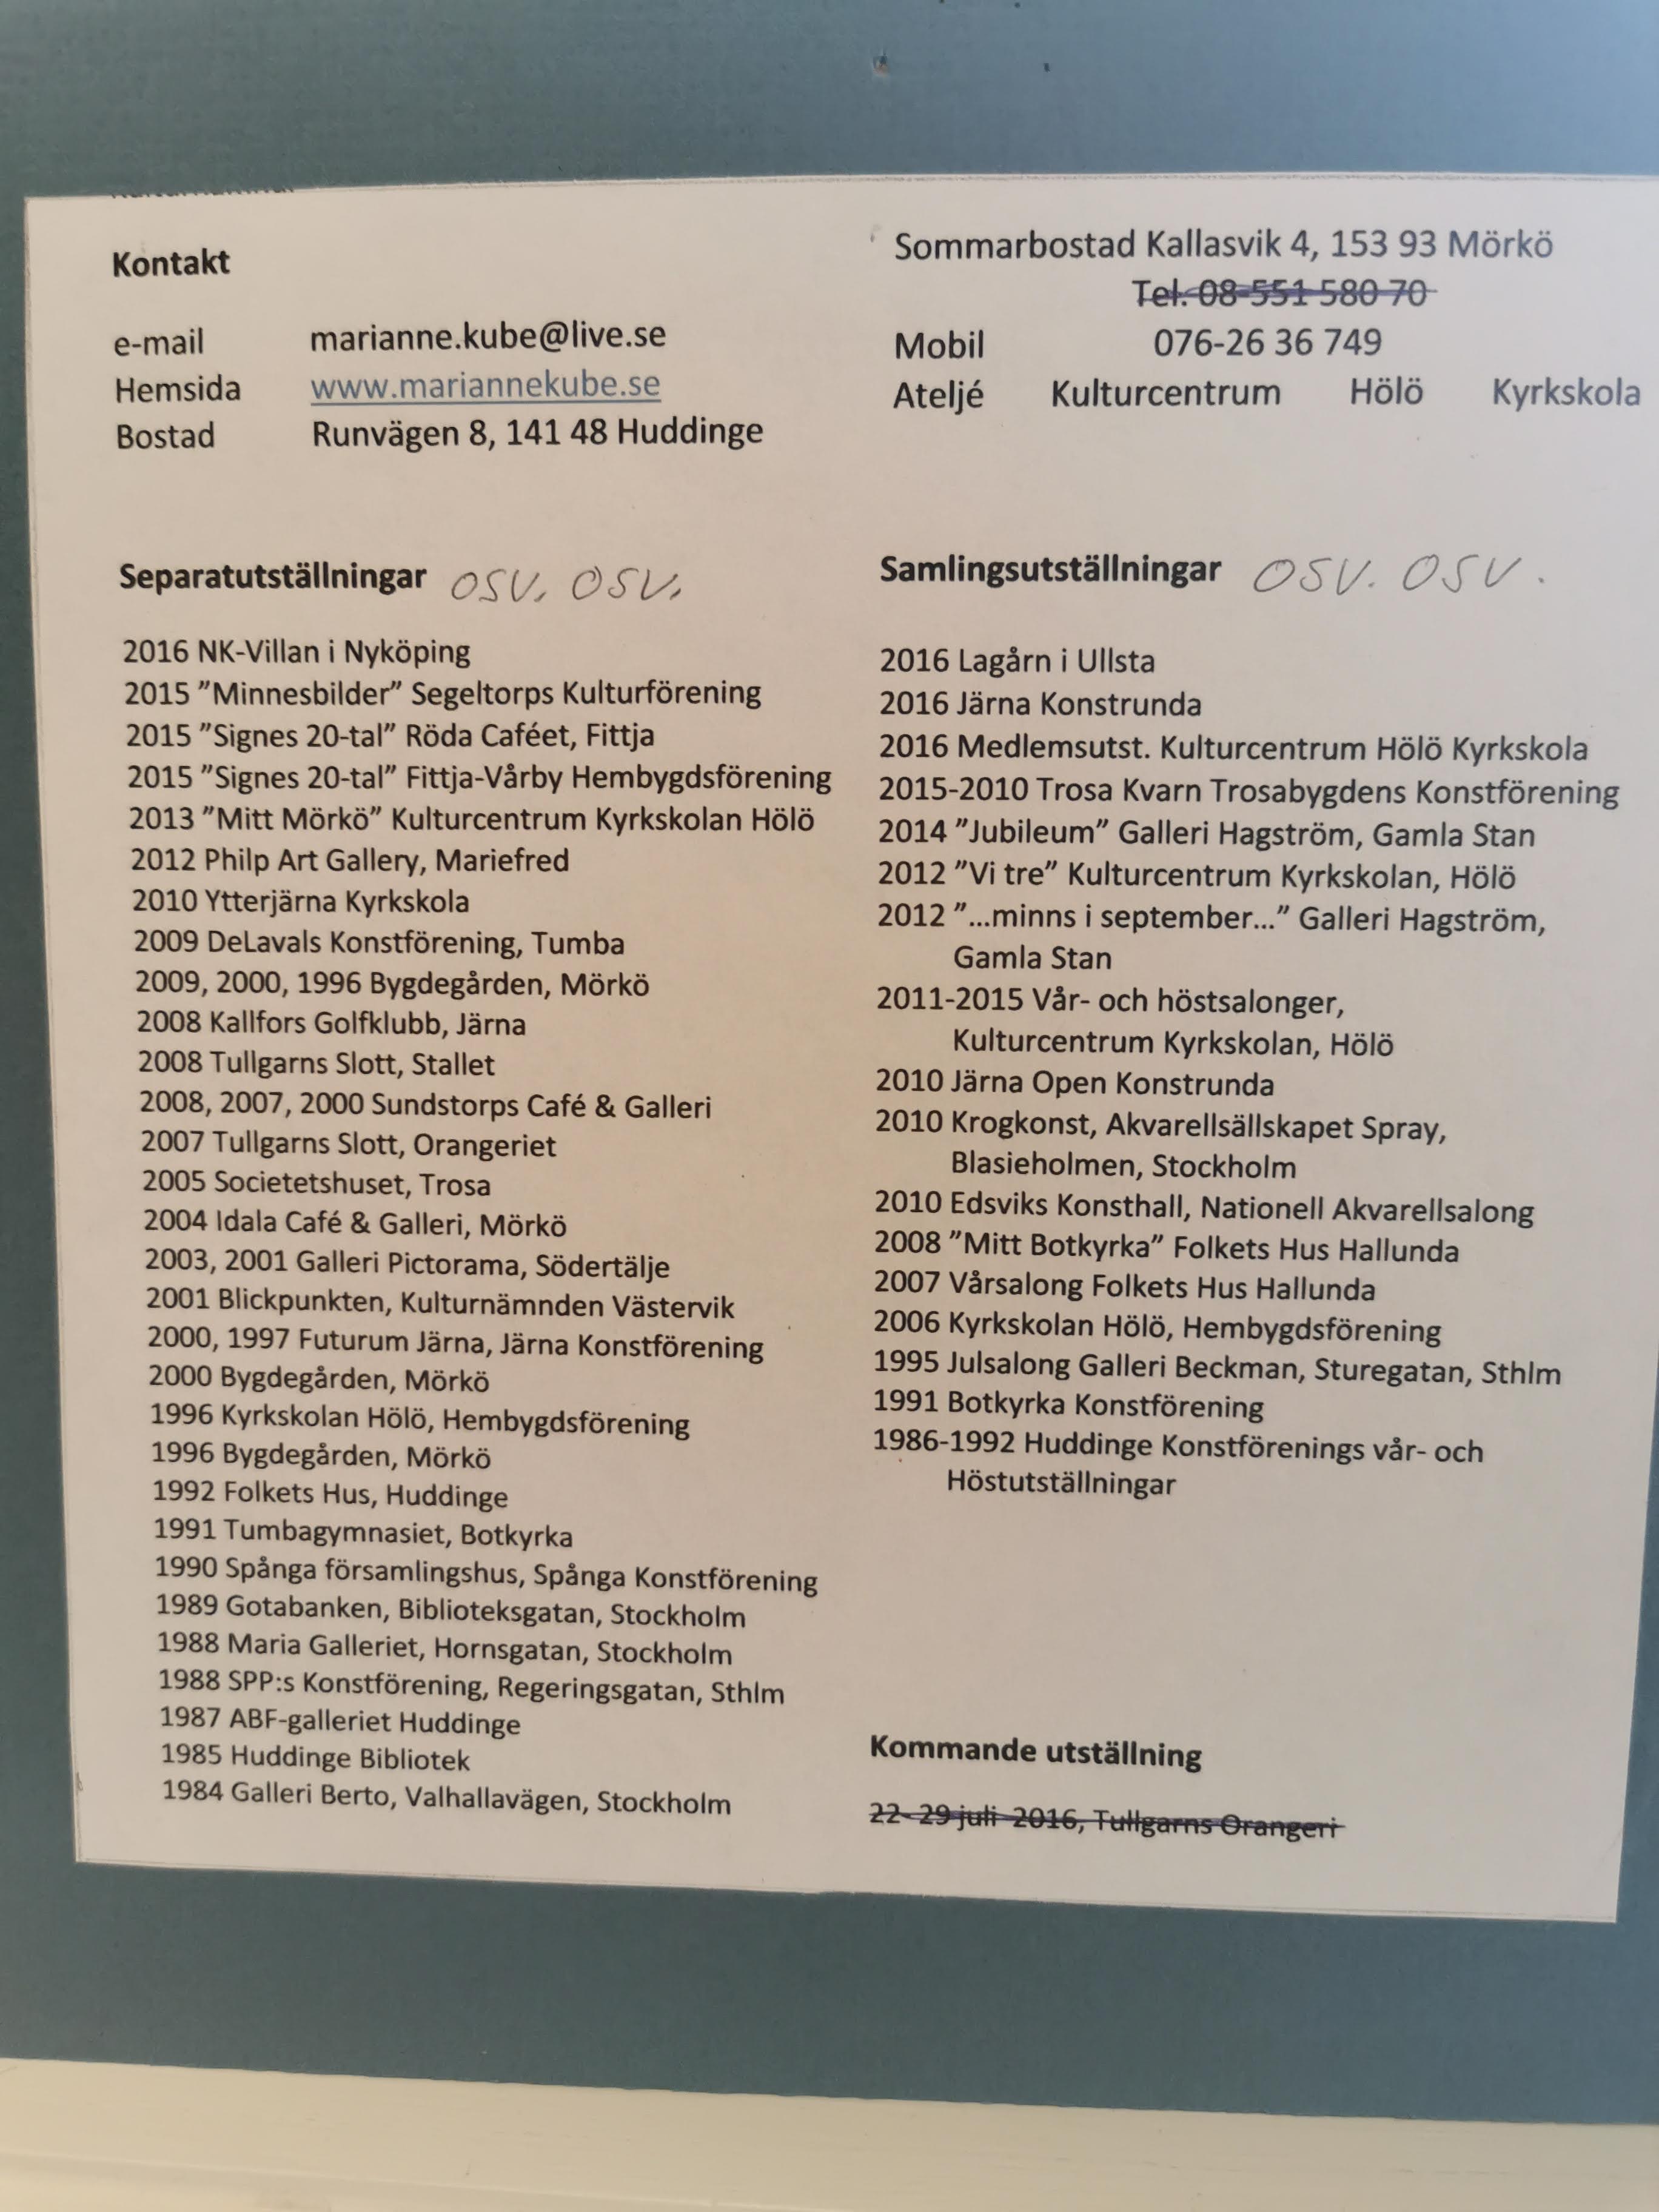 Kontakt
e-mail marianne.kube@live.se
Hemsida www.mariannekube.se
Bostad Runvägen 8, 141 48 Huddinge
Sommarbostad Kallasvik 4, 153 93 Mörkö
Tel. 08-551 580 70
Mobil 076-26 36 749
Ateljé Kulturcentrum Hölö Kyrkskola
Separatutställningar OSV. OSV.
2016 NK-Villan i Nyköping
2015 ”Minnesbilder” Segeltorps Kulturförening
2015 ”Signes 20-tal” Röda Caféet, Fittja
2015 ”Signes 20-tal” Fittja-Vårby Hembygdsförening
2013 ”Mitt Mörkö” Kulturcentrum Kyrkskolan Hölö
2012 Philp Art Gallery, Mariefred
2010 Ytterjärna Kyrkskola
2009 DeLavals Konstförening, Tumba
2009, 2000, 1996 Bygdegården, Mörkö
2008 Kallfors Golfklubb, Järna
2008 Tullgarns Slott, Stallet
2008, 2007, 2000 Sundstorps Café & Galleri
2007 Tullgarns Slott, Orangeriet
2005 Societetshuset, Trosa
2004 Idala Café & Galleri, Mörkö
2003, 2001 Galleri Pictorama, Södertälje
2001 Blickpunkten, Kulturnämnden Västervik
2000, 1997 Futurum Järna, Järna Konstförening
2000 Bygdegården, Mörkö
1996 Kyrkskolan Hölö, Hembygdsförening
1996 Bygdegården, Mörkö
1992 Folkets Hus, Huddinge
1991 Tumbagymnasiet, Botkyrka
1990 Spånga församlingshus, Spånga Konstförening
1989 Gotabanken, Biblioteksgatan, Stockholm
1988 Maria Galleriet, Hornsgatan, Stockholm
1988 SPP:s Konstförening, Regeringsgatan, Sthlm
1987 ABF-galleriet Huddinge
1985 Huddinge Bibliotek
1984 Galleri Berto, Valhallavägen, Stockholm
Samlingsutställningar OSV. OSV.
2016 Lagårn i Ullsta
2016 Järna Konstrunda
2016 Medlemsutst. Kulturcentrum Hölö Kyrkskola
2015-2010 Trosa Kvarn Trosabygdens Konstförening
2014 ”Jubileum” Galleri Hagström, Gamla Stan
2012 ”Vi tre” Kulturcentrum Kyrkskolan, Hölö
2012 ”...minns i september...” Galleri Hagström,
Gamla Stan
2011-2015 Vår- och höstsalonger,
Kulturcentrum Kyrkskolan, Hölö
2010 Järna Open Konstrunda
2010 Krogkonst, Akvarellsällskapet Spray,
Blasieholmen, Stockholm
2010 Edsviks Konsthall, Nationell Akvarellsalong
2008 ”Mitt Botkyrka” Folkets Hus Hallunda
2007 Vårsalong Folkets Hus Hallunda
2006 Kyrkskolan Hölö, Hembygdsförening
1995 Julsalong Galleri Beckman, Sturegatan, Sthlm
1991 Botkyrka Konstförening
1986-1992 Huddinge Konstförenings vår- och
Höstutställningar
Kommande utställning
22- 29 juli 2016, Tullgarns Orangeri